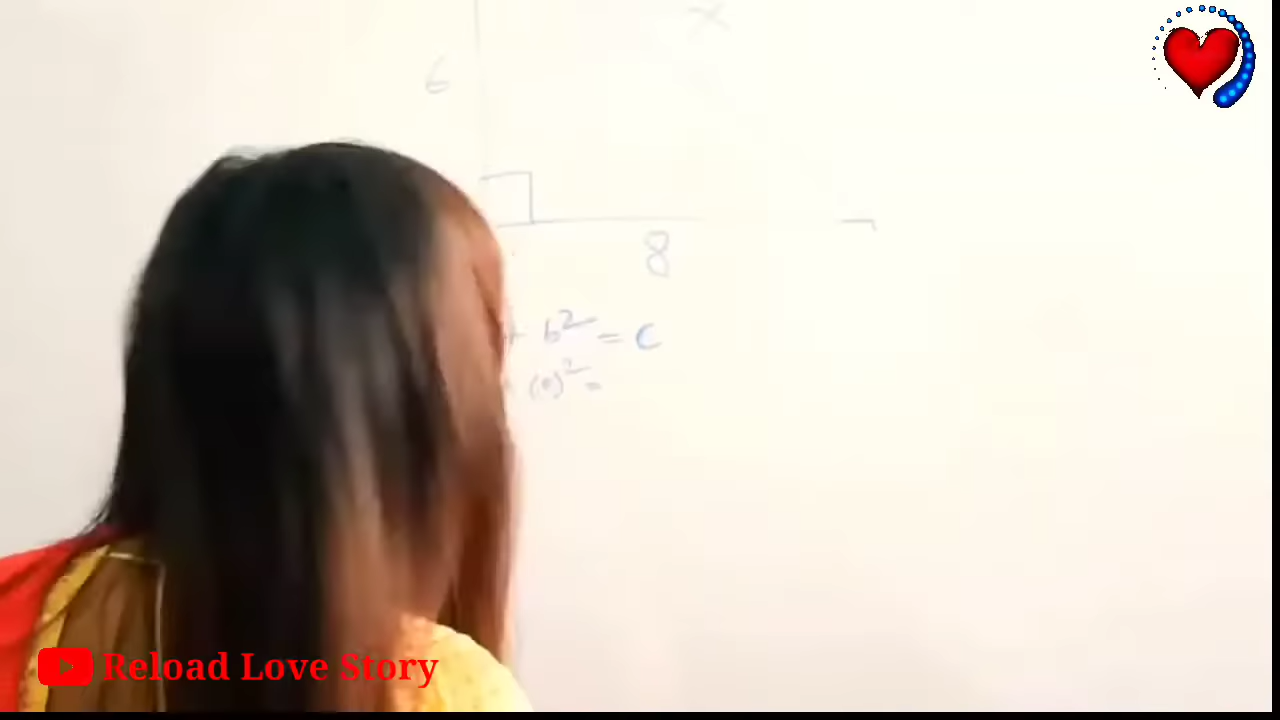 x
6
8
+ b² = c
(8)² =
Reload Love Story